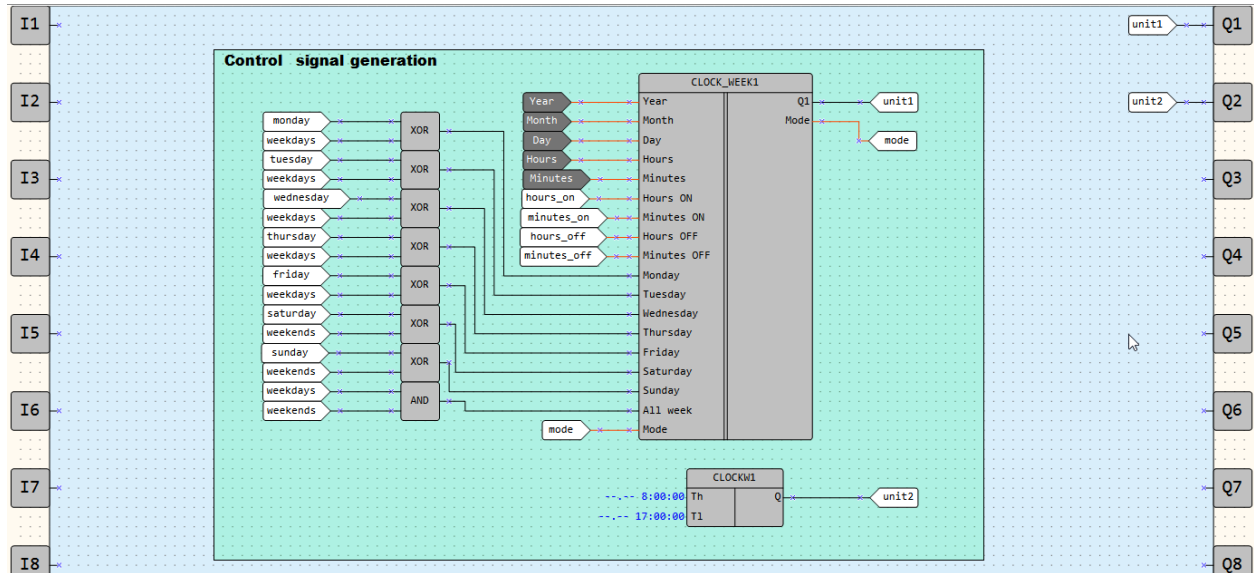 I1
unit1
Q1
Control signal generation
CLOCK_WEEK1
I2
Year
Year
Q1
unit1
unit2
Q2
monday
XOR
Month
Month
Mode
weekdays
Day
Day
mode
tuesday
XOR
Hours
Hours
I3
weekdays
Minutes
Minutes
Q3
wednesday
XOR
hours_on
Hours ON
weekdays
minutes_on
Minutes ON
thursday
XOR
hours_off
Hours OFF
I4
weekdays
minutes_off
Minutes OFF
Q4
friday
XOR
Monday
weekdays
Tuesday
saturday
XOR
Wednesday
I5
weekends
Thursday
Q5
sunday
XOR
Friday
weekends
Saturday
weekdays
AND
Sunday
I6
weekends
All week
Q6
mode
Mode
CLOCKW1
I7
--.-- 8:00:00
Th
Q
unit2
Q7
--.-- 17:00:00
Tl
I8
Q8